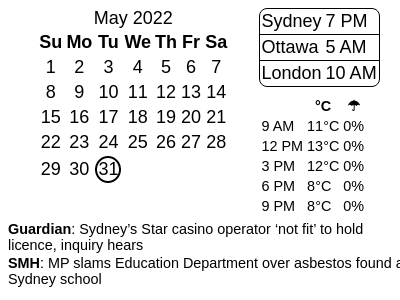 May 2022
Su Mo Tu We Th Fr Sa
1 2 3 4 5 6 7
8 9 10 11 12 13 14
15 16 17 18 19 20 21
22 23 24 25 26 27 28
29 30 31
Sydney 7 PM
Ottawa 5 AM
London 10 AM
°C ☂
9 AM 11°C 0%
12 PM 13°C 0%
3 PM 12°C 0%
6 PM 8°C 0%
9 PM 8°C 0%
Guardian: Sydney’s Star casino operator ‘not fit’ to hold
licence, inquiry hears
SMH: MP slams Education Department over asbestos found a
Sydney school